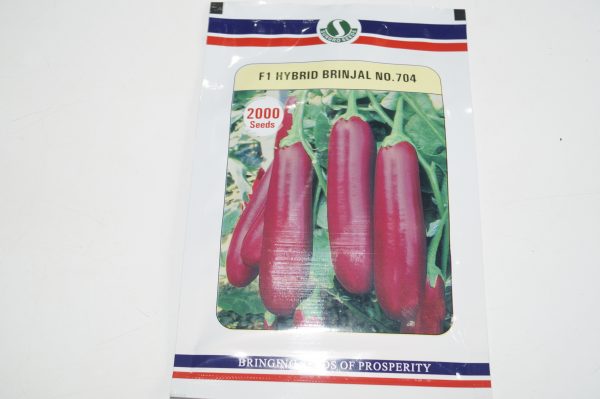 F1 HYBRID BRINJAL NO.704
2000
Seeds
OF PROSPERITY